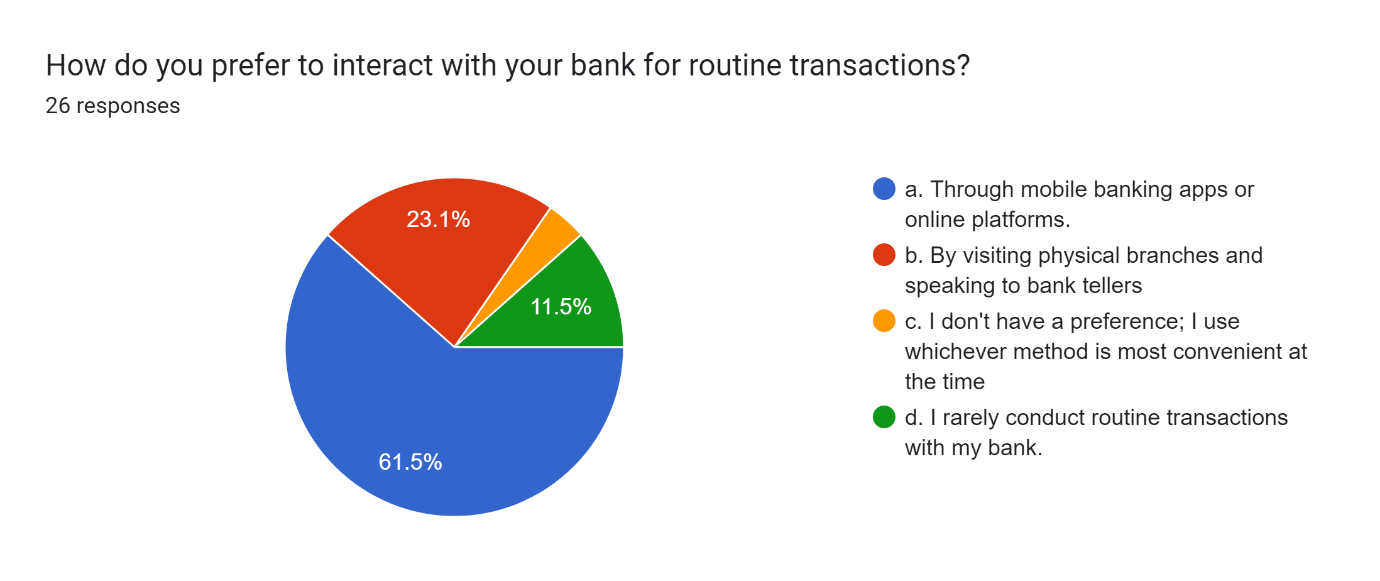 How do you prefer to interact with your bank for routine transactions?
26 responses
23.1%
11.5%
61.5%
a. Through mobile banking apps or
online platforms.
b. By visiting physical branches and
speaking to bank tellers
c. I don't have a preference; I use
whichever method is most convenient at
the time
d. I rarely conduct routine transactions
with my bank.